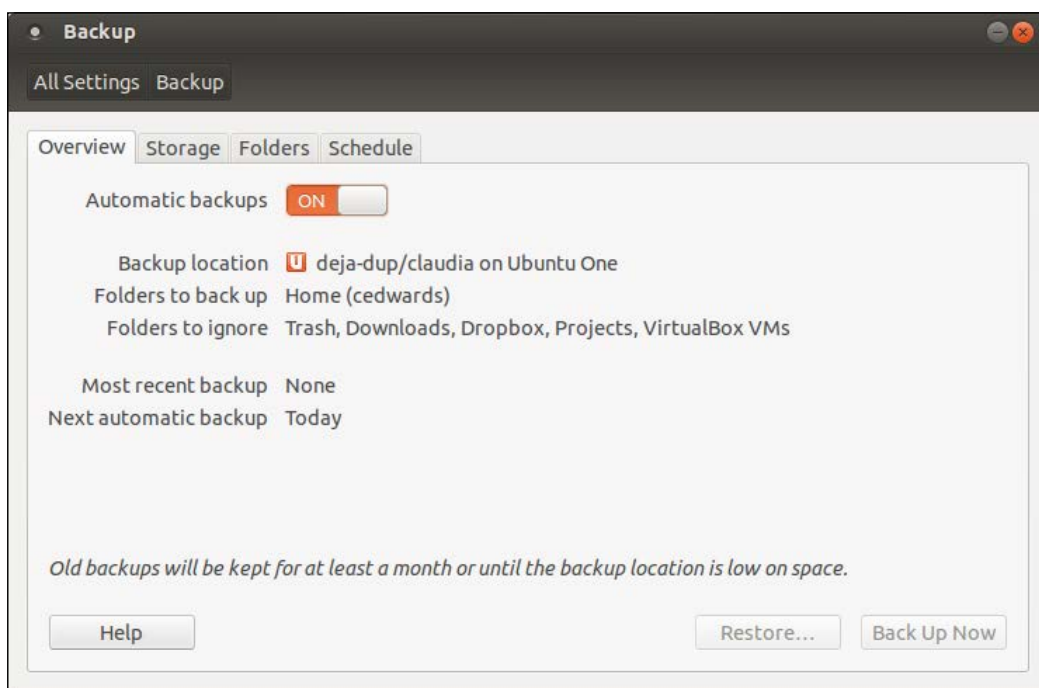 Backup
All Settings Backup
Overview Storage Folders Schedule
Automatic backups ON
Backup location deja-dup/claudia on Ubuntu One
Folders to back up Home (cedwards)
Folders to ignore Trash, Downloads, Dropbox, Projects, VirtualBox VMs
Most recent backup None
Next automatic backup Today
Old backups will be kept for at least a month or until the backup location is low on space.
Help Restore... Back Up Now